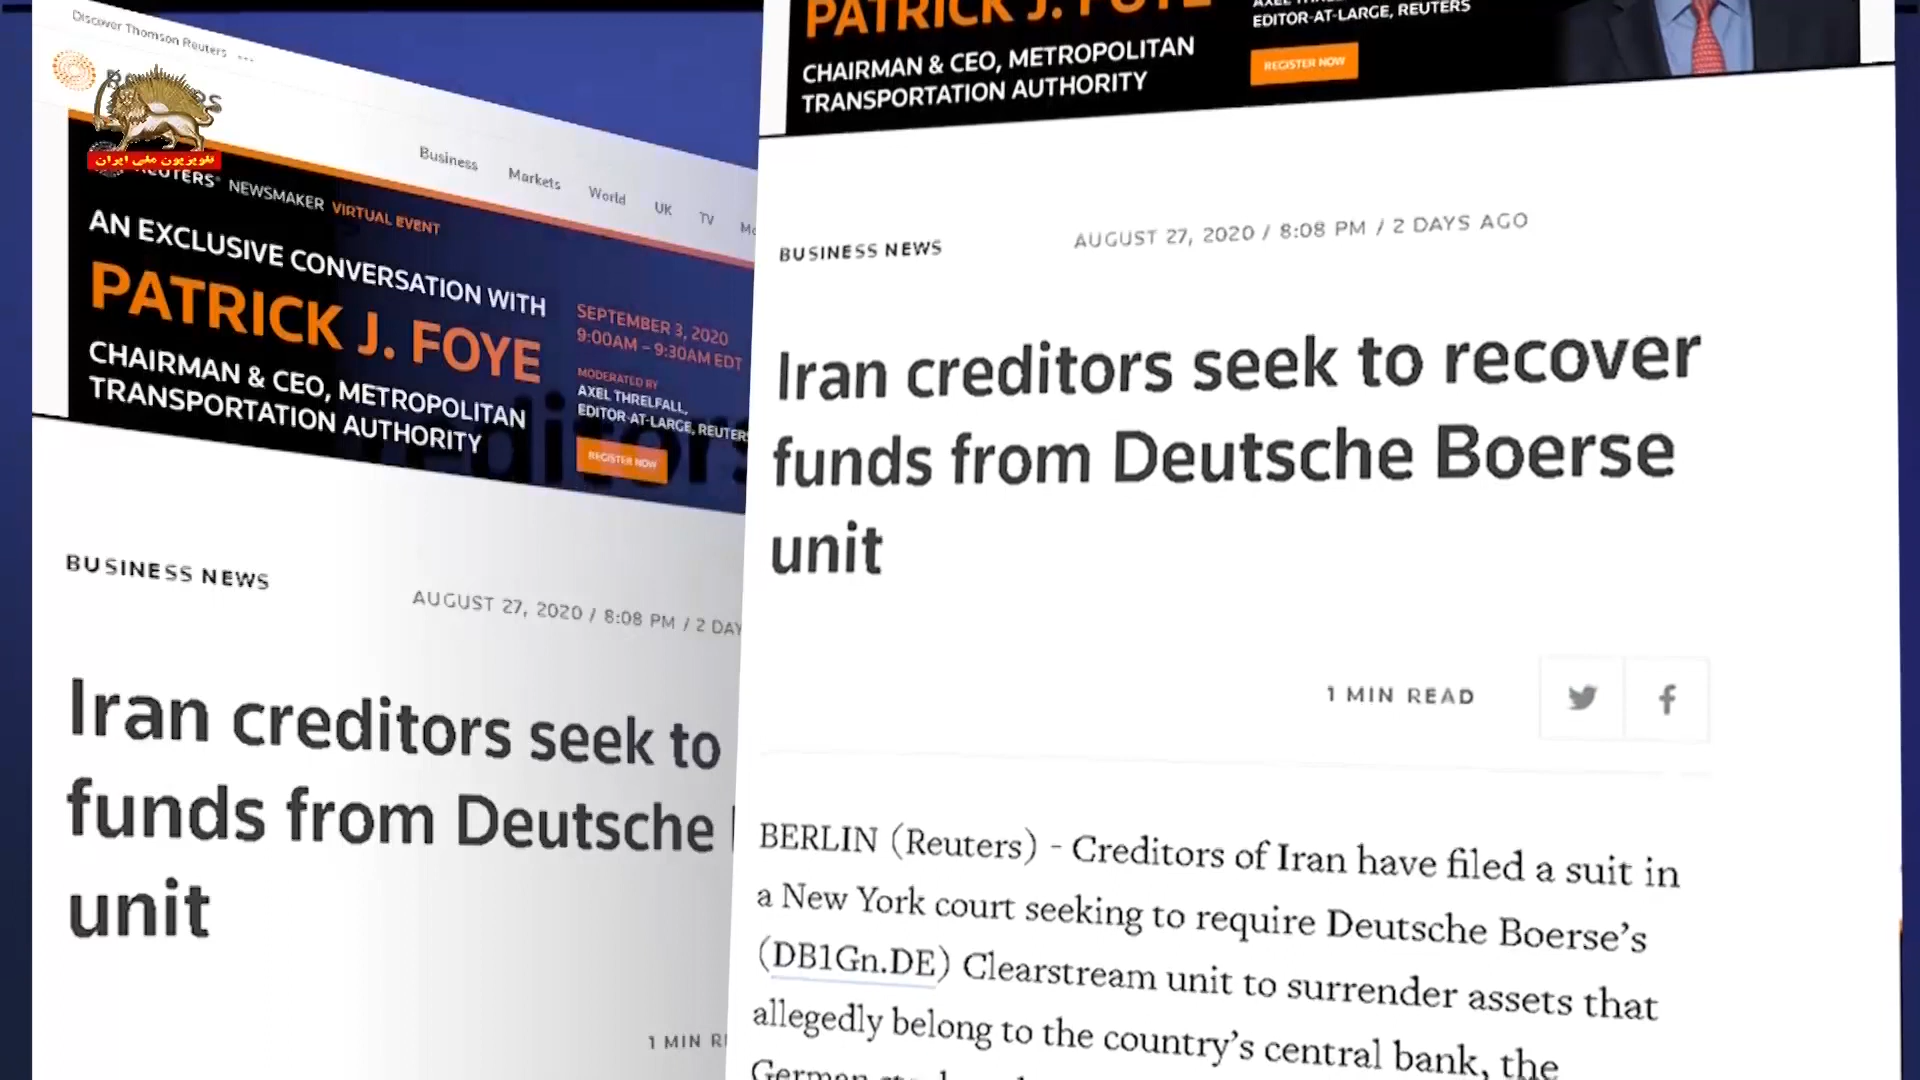 Discover Thomson Reuters
تلویزیون ملی ایران
Business
Markets
World
UK
TV
REUTERS NEWSMAKER VIRTUAL EVENT
AN EXCLUSIVE CONVERSATION WITH
PATRICK J. FOYE
CHAIRMAN & CEO, METROPOLITAN
TRANSPORTATION AUTHORITY
SEPTEMBER 3, 2020
9:00AM – 9:30AM EDT
MODERATED BY
AXEL THRELFALL,
EDITOR-AT-LARGE, REUTERS
REGISTER NOW
BUSINESS NEWS
AUGUST 27, 2020 / 8:08 PM / 2 DAY
Iran creditors seek to
funds from Deutsche
unit
1 MIN
PATRICK J. FOYE
CHAIRMAN & CEO, METROPOLITAN
TRANSPORTATION AUTHORITY
EDITOR-AT-LARGE, REUTERS
REGISTER NOW
BUSINESS NEWS
AUGUST 27, 2020 / 8:08 PM / 2 DAYS AGO
Iran creditors seek to recover
funds from Deutsche Boerse
unit
1 MIN READ
BERLIN (Reuters) - Creditors of Iran have filed a suit in
a New York court seeking to require Deutsche Boerse’s
(DB1Gn.DE) Clearstream unit to surrender assets that
allegedly belong to the country’s central bank, the
German